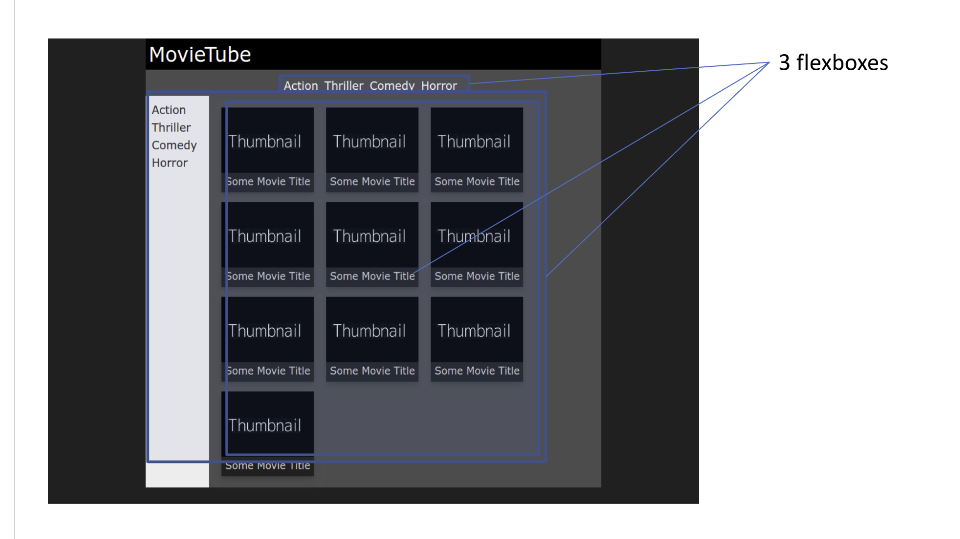 MovieTube
3 flexboxes
Action Thriller Comedy Horror
Action
Thriller
Comedy
Horror
Thumbnail Thumbnail Thumbnail
Some Movie Title Some Movie Title Some Movie Title
Thumbnail Thumbnail Thumbnail
Some Movie Title Some Movie Title Some Movie Title
Thumbnail Thumbnail Thumbnail
Some Movie Title Some Movie Title Some Movie Title
Thumbnail
Some Movie Title